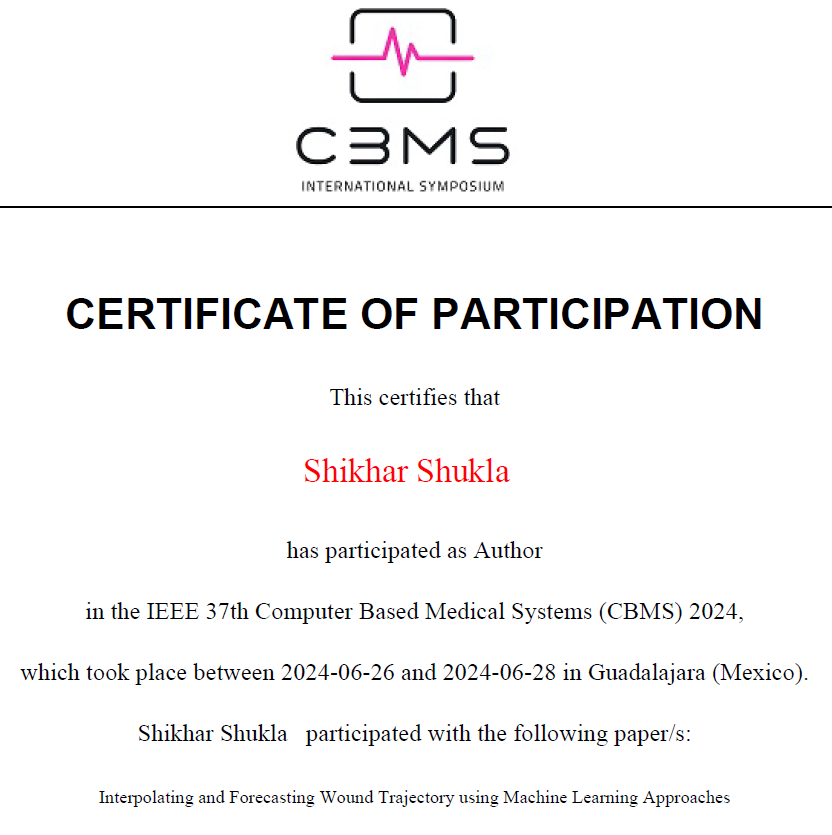 CBMS
INTERNATIONAL SYMPOSIUM
CERTIFICATE OF PARTICIPATION
This certifies that
Shikhar Shukla
has participated as Author
in the IEEE 37th Computer Based Medical Systems (CBMS) 2024,
which took place between 2024-06-26 and 2024-06-28 in Guadalajara (Mexico).
Shikhar Shukla participated with the following paper/s:
Interpolating and Forecasting Wound Trajectory using Machine Learning Approaches